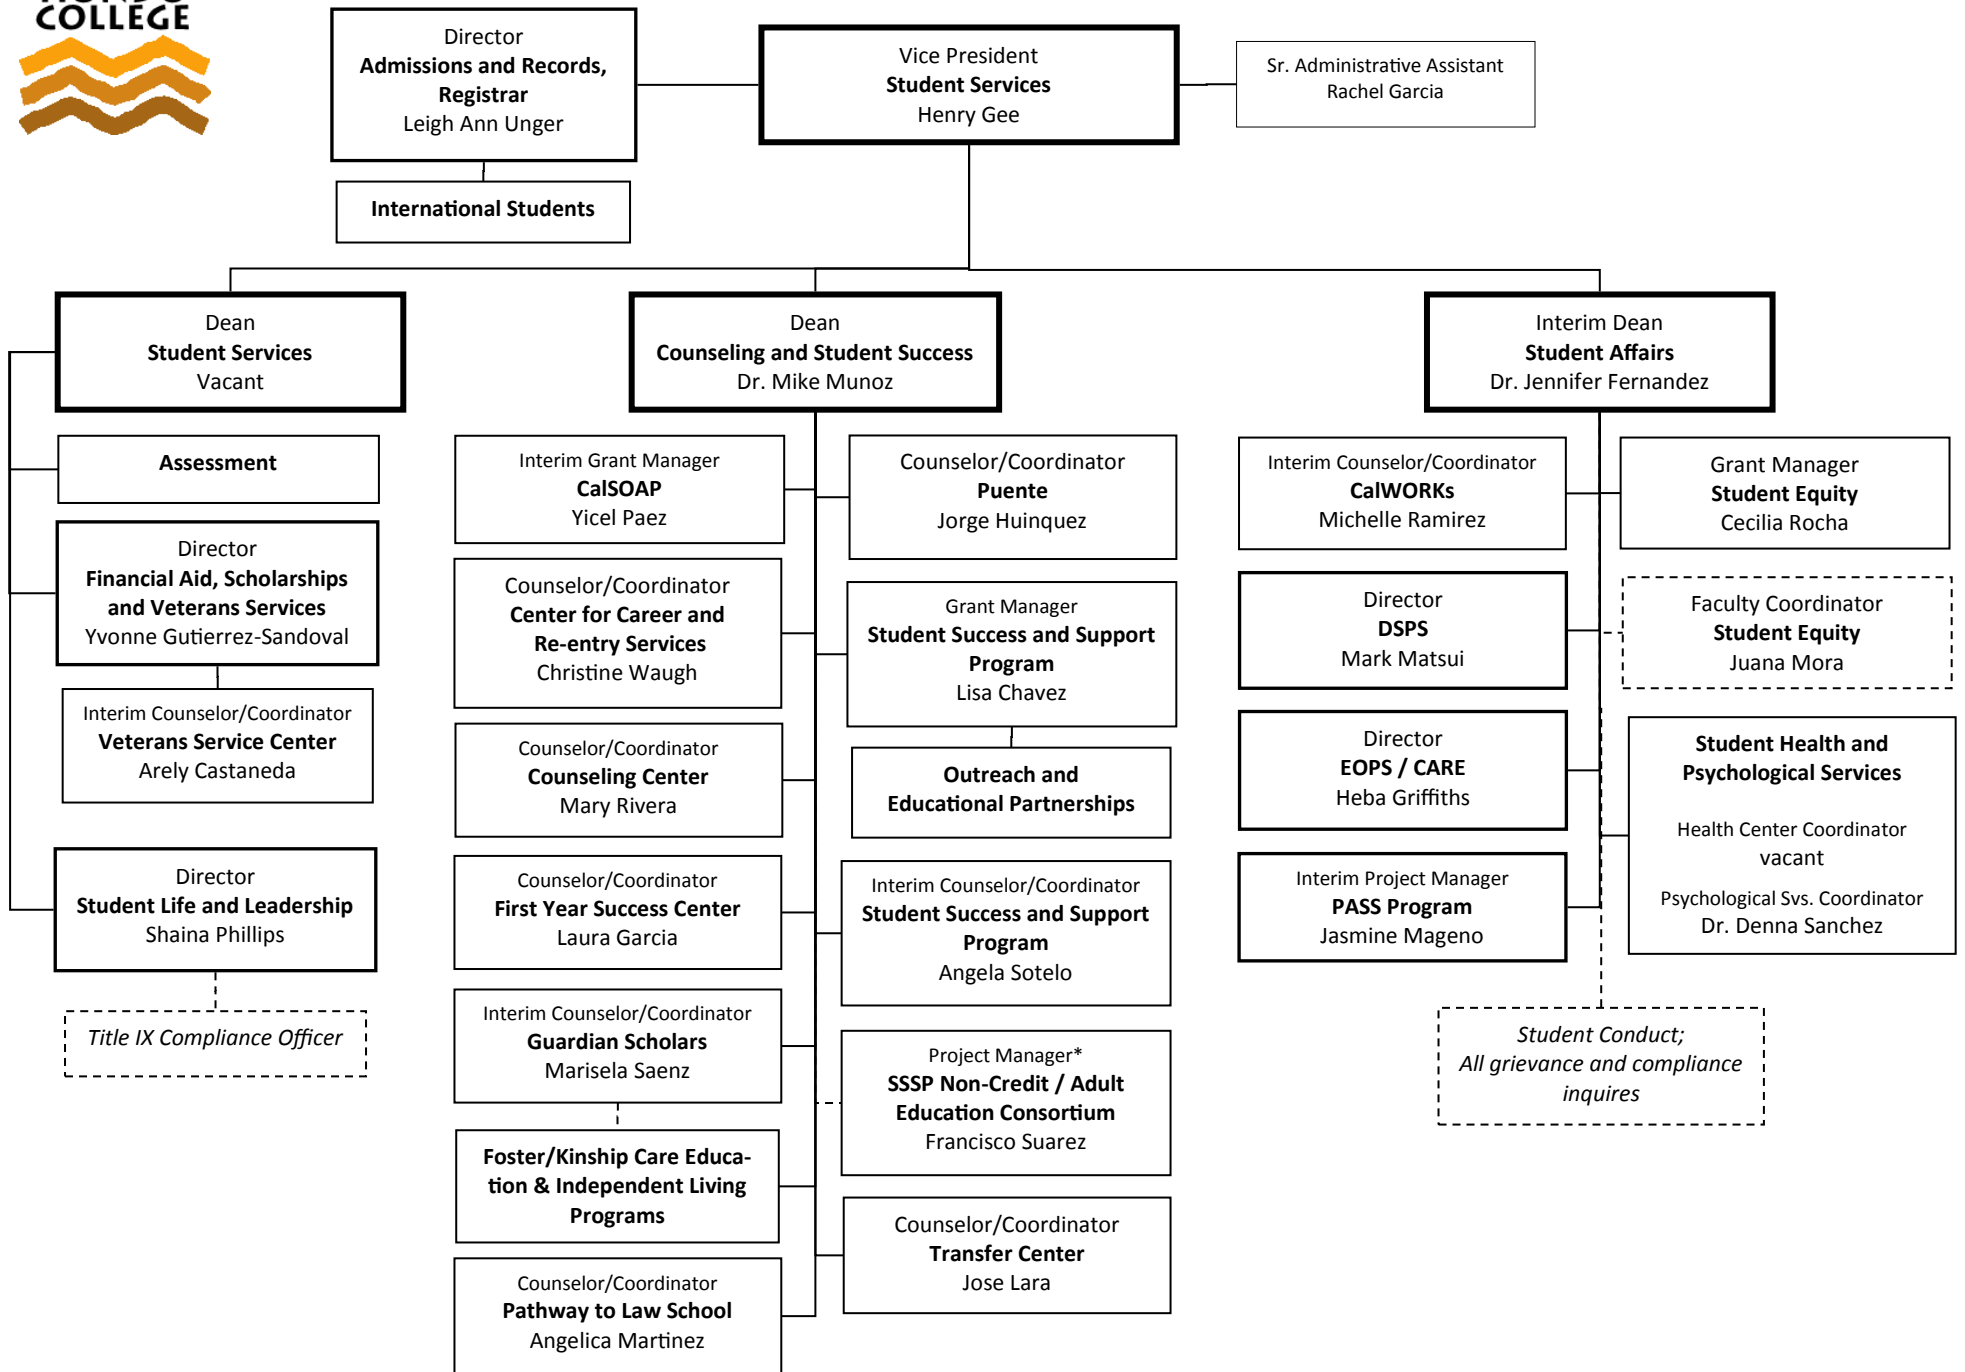 COLLEGE
Director
Admissions and Records,
Registrar
Leigh Ann Unger
Vice President
Student Services
Henry Gee
Sr. Administrative Assistant
Rachel Garcia
International Students
Dean
Student Services
Vacant
Dean
Counseling and Student Success
Dr. Mike Munoz
Interim Dean
Student Affairs
Dr. Jennifer Fernandez
Assessment
Director
Financial Aid, Scholarships
and Veterans Services
Yvonne Gutierrez-Sandoval
Interim Counselor/Coordinator
Veterans Service Center
Arely Castaneda
Director
Student Life and Leadership
Shaina Phillips
Title IX Compliance Officer
Interim Grant Manager
CalSOAP
Yicel Paez
Counselor/Coordinator
Center for Career and
Re-entry Services
Christine Waugh
Counselor/Coordinator
Counseling Center
Mary Rivera
Counselor/Coordinator
First Year Success Center
Laura Garcia
Interim Counselor/Coordinator
Guardian Scholars
Marisela Saenz
Foster/Kinship Care Educa-
tion & Independent Living
Programs
Counselor/Coordinator
Pathway to Law School
Angelica Martinez
Counselor/Coordinator
Puente
Jorge Huinquez
Grant Manager
Student Success and Support
Program
Lisa Chavez
Outreach and
Educational Partnerships
Interim Counselor/Coordinator
Student Success and Support
Program
Angela Sotelo
Project Manager*
SSSP Non-Credit / Adult
Education Consortium
Francisco Suarez
Counselor/Coordinator
Transfer Center
Jose Lara
Interim Counselor/Coordinator
CalWORKs
Michelle Ramirez
Director
DSPS
Mark Matsui
Director
EOPS / CARE
Heba Griffiths
Interim Project Manager
PASS Program
Jasmine Mageno
Grant Manager
Student Equity
Cecilia Rocha
Faculty Coordinator
Student Equity
Juana Mora
Student Health and
Psychological Services
Health Center Coordinator
vacant
Psychological Svs. Coordinator
Dr. Denna Sanchez
Student Conduct;
All grievance and compliance
inquires